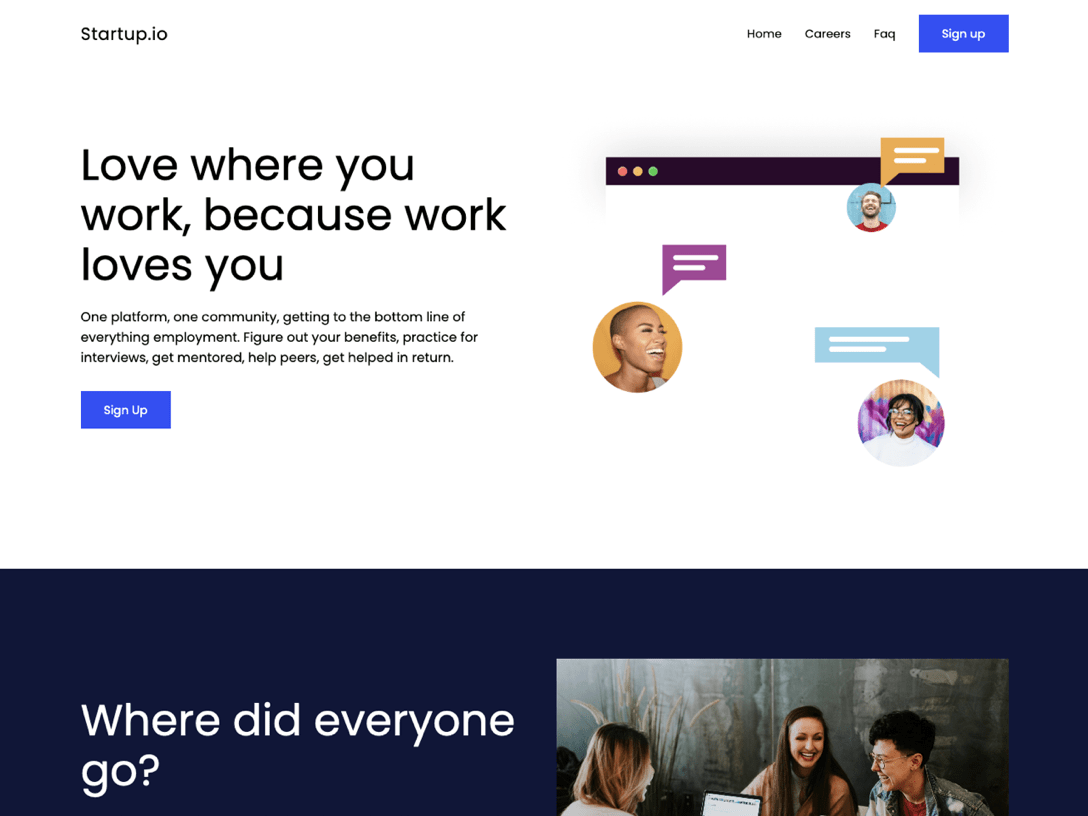 Startup.io
Home Careers Faq Sign up
Love where you
work, because work
loves you
One platform, one community, getting to the bottom line of
everything employment. Figure out your benefits, practice for
interviews, get mentored, help peers, get helped in return.
Sign Up
Where did everyone
go?